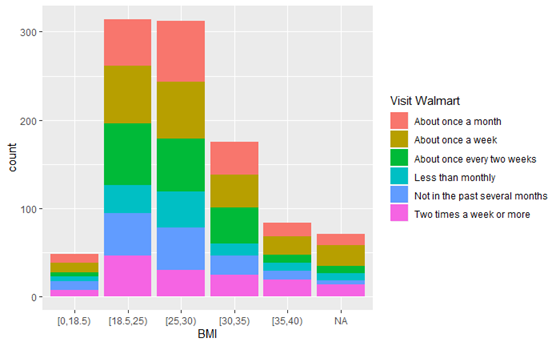 300
200
100
0
count
[0,18.5)
[18.5,25)
[25,30)
[30,35)
[35,40)
NA
BMI
Visit Walmart
About once a month
About once a week
About once every two weeks
Less than monthly
Not in the past several months
Two times a week or more